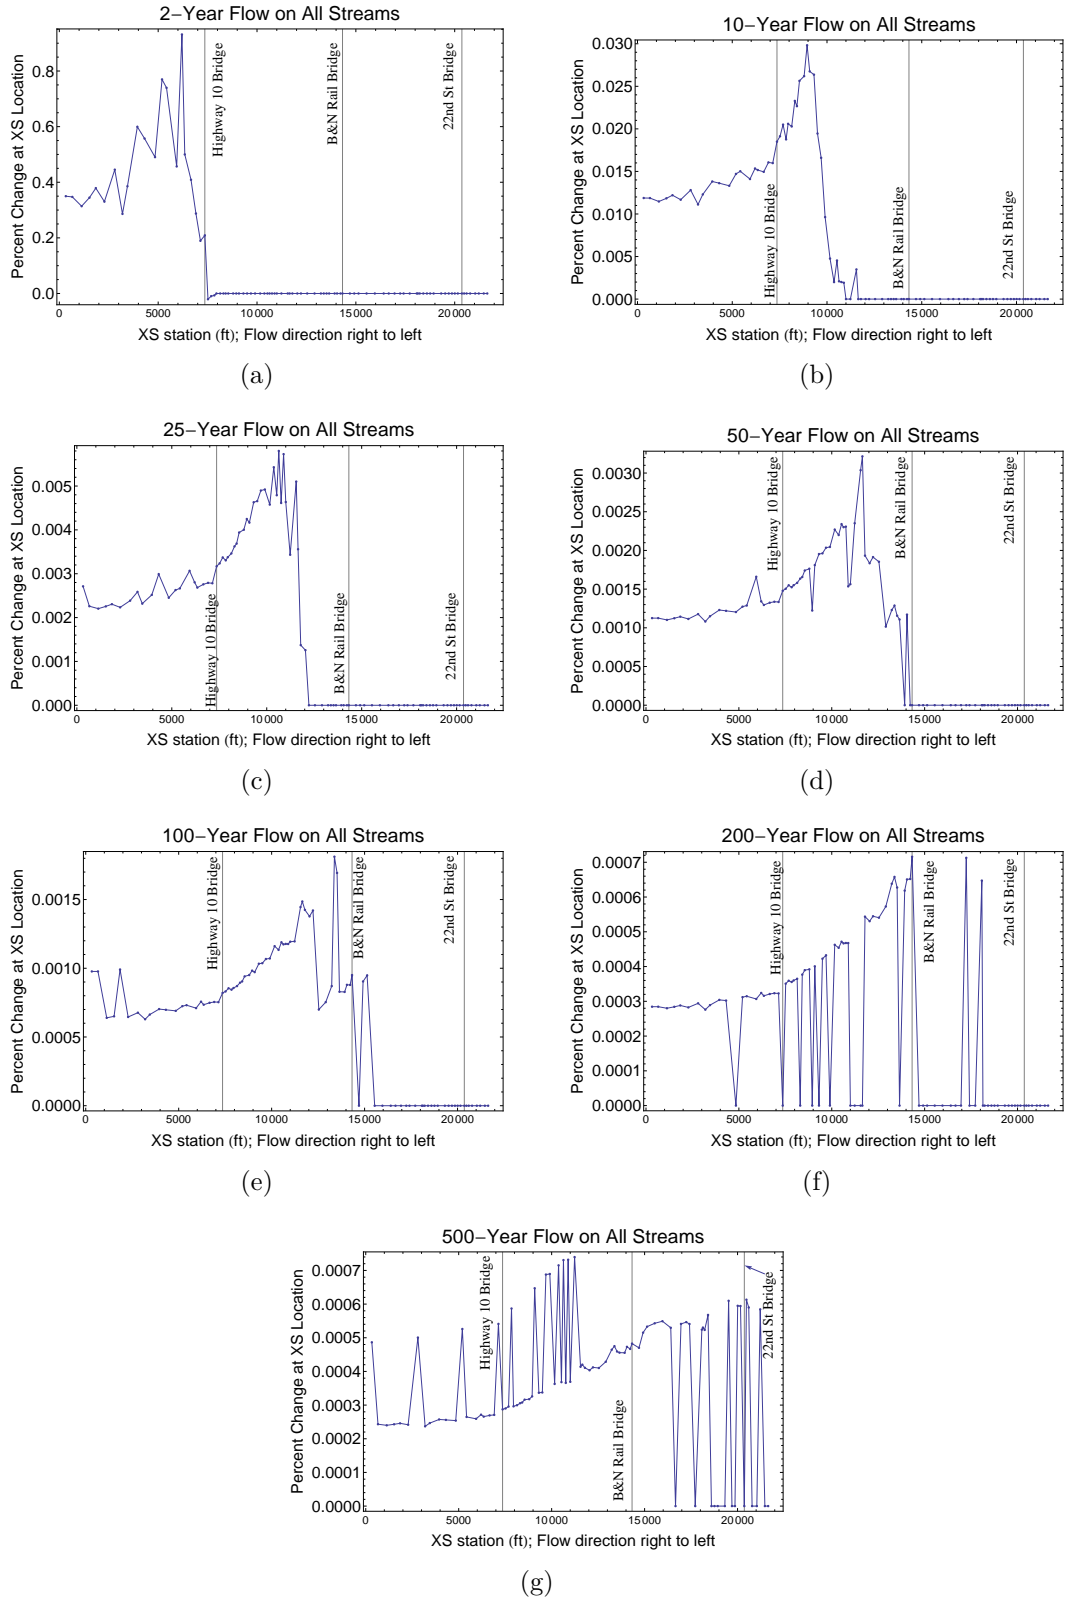 2−Year Flow on All Streams
Percent Change at XS Location
0.8
0.6
0.4
0.2
0.0
Highway 10 Bridge
B&N Rail Bridge
22nd St Bridge
0 5000 10000 15000 20000
XS station (ft); Flow direction right to left
(a)
10−Year Flow on All Streams
Percent Change at XS Location
0.030
0.025
0.020
0.015
0.010
0.005
0.000
Highway 10 Bridge
B&N Rail Bridge
22nd St Bridge
0 5000 10000 15000 20000
XS station (ft); Flow direction right to left
(b)
25−Year Flow on All Streams
Percent Change at XS Location
0.005
0.004
0.003
0.002
0.001
0.000
Highway 10 Bridge
B&N Rail Bridge
22nd St Bridge
0 5000 10000 15000 20000
XS station (ft); Flow direction right to left
(c)
50−Year Flow on All Streams
Percent Change at XS Location
0.0030
0.0025
0.0020
0.0015
0.0010
0.0005
0.0000
Highway 10 Bridge
B&N Rail Bridge
22nd St Bridge
0 5000 10000 15000 20000
XS station (ft); Flow direction right to left
(d)
100−Year Flow on All Streams
Percent Change at XS Location
0.0015
0.0010
0.0005
0.0000
Highway 10 Bridge
B&N Rail Bridge
22nd St Bridge
0 5000 10000 15000 20000
XS station (ft); Flow direction right to left
(e)
200−Year Flow on All Streams
Percent Change at XS Location
0.0007
0.0006
0.0005
0.0004
0.0003
0.0002
0.0001
0.0000
Highway 10 Bridge
B&N Rail Bridge
22nd St Bridge
0 5000 10000 15000 20000
XS station (ft); Flow direction right to left
(f)
500−Year Flow on All Streams
Percent Change at XS Location
0.0007
0.0006
0.0005
0.0004
0.0003
0.0002
0.0001
0.0000
Highway 10 Bridge
B&N Rail Bridge
22nd St Bridge
0 5000 10000 15000 20000
XS station (ft); Flow direction right to left
(g)